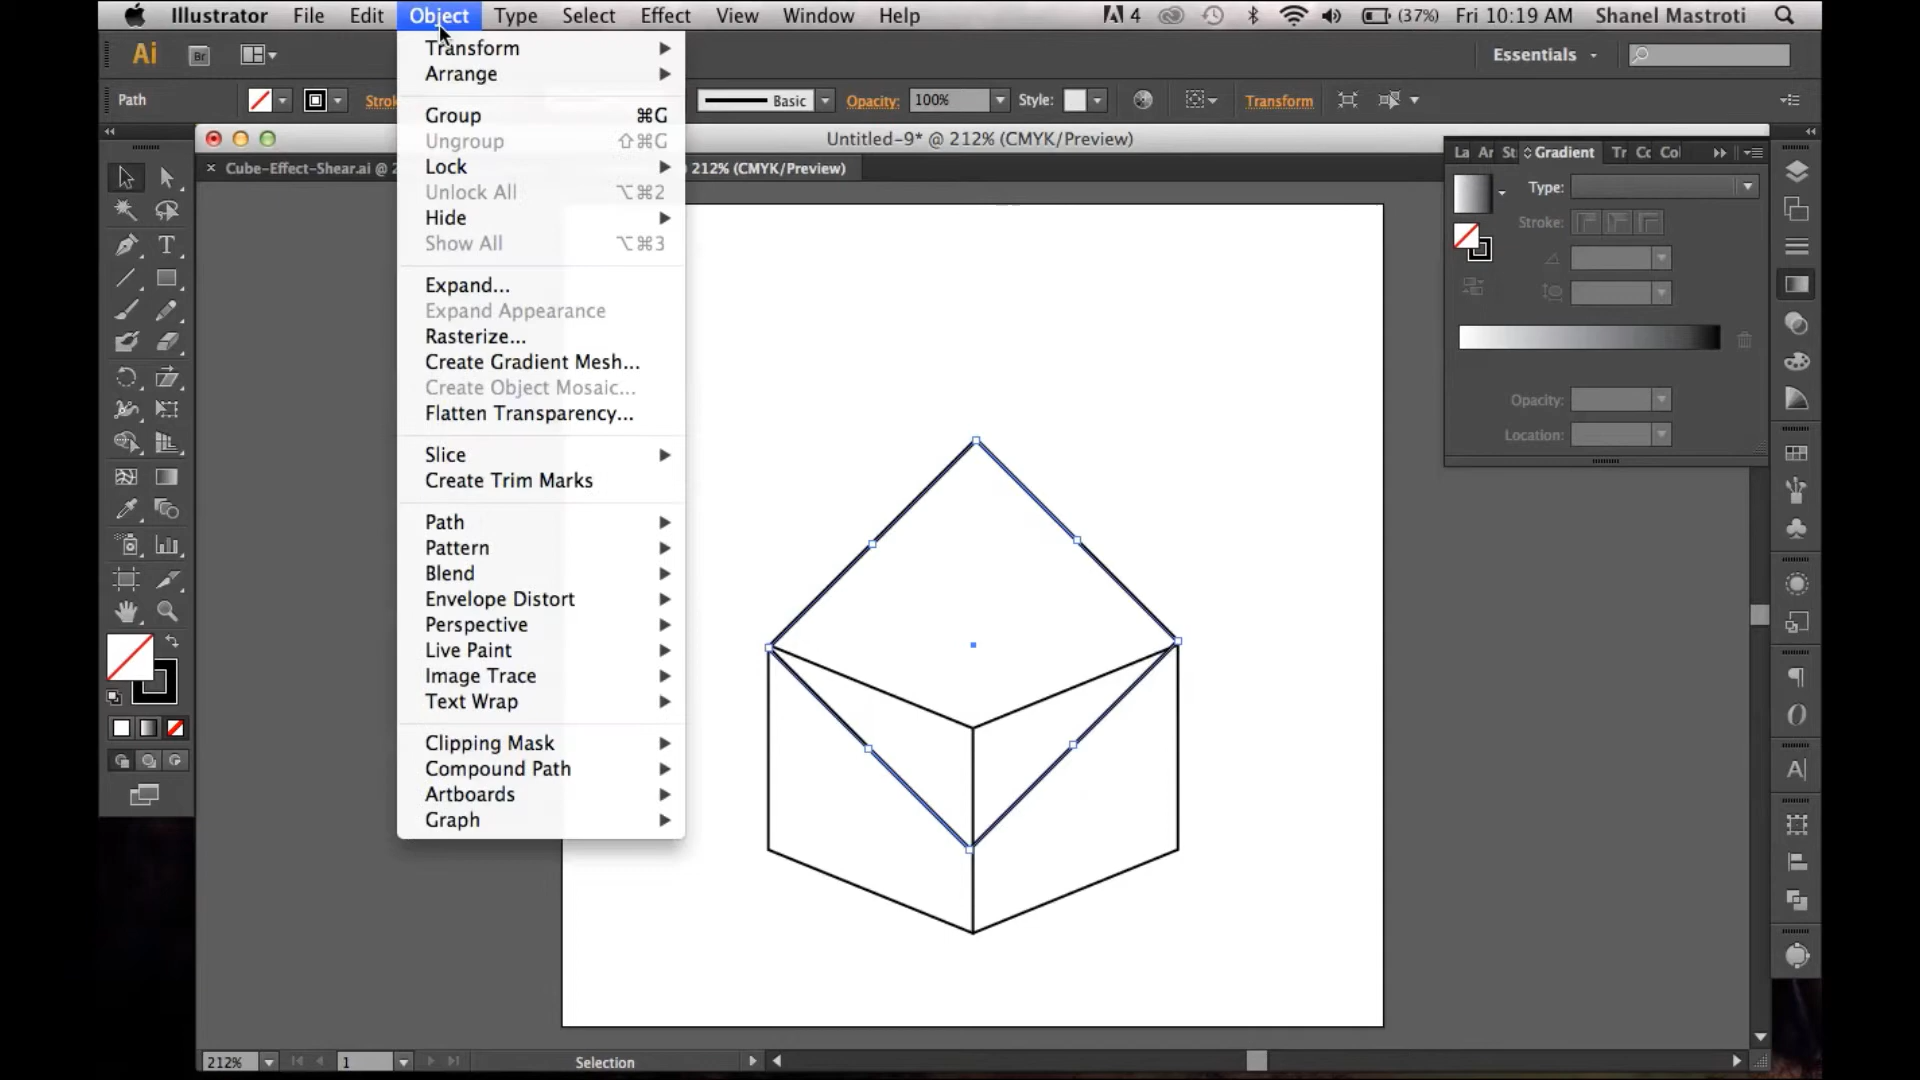 Illustrator File Edit Object Type Select Effect View Window Help 4 (37%) Fri 10:19 AM Shanel Mastroti
Ai Br Essentials
Path Strok Basic Opacity: 100% Style: Transform
Untitled-9* @ 212% (CMYK/Preview)
× Cube-Effect-Shear.ai @ 2 212% (CMYK/Preview)
Transform
Arrange
Group ⌘G
Ungroup ⇧⌘G
Lock
Unlock All ⌥⌘2
Hide
Show All ⌥⌘3
Expand...
Expand Appearance
Rasterize...
Create Gradient Mesh...
Create Object Mosaic...
Flatten Transparency...
Slice
Create Trim Marks
Path
Pattern
Blend
Envelope Distort
Perspective
Live Paint
Image Trace
Text Wrap
Clipping Mask
Compound Path
Artboards
Graph
La Ar St Gradient Tr Cc Col
Type:
Stroke:
Opacity:
Location:
212% 1 Selection